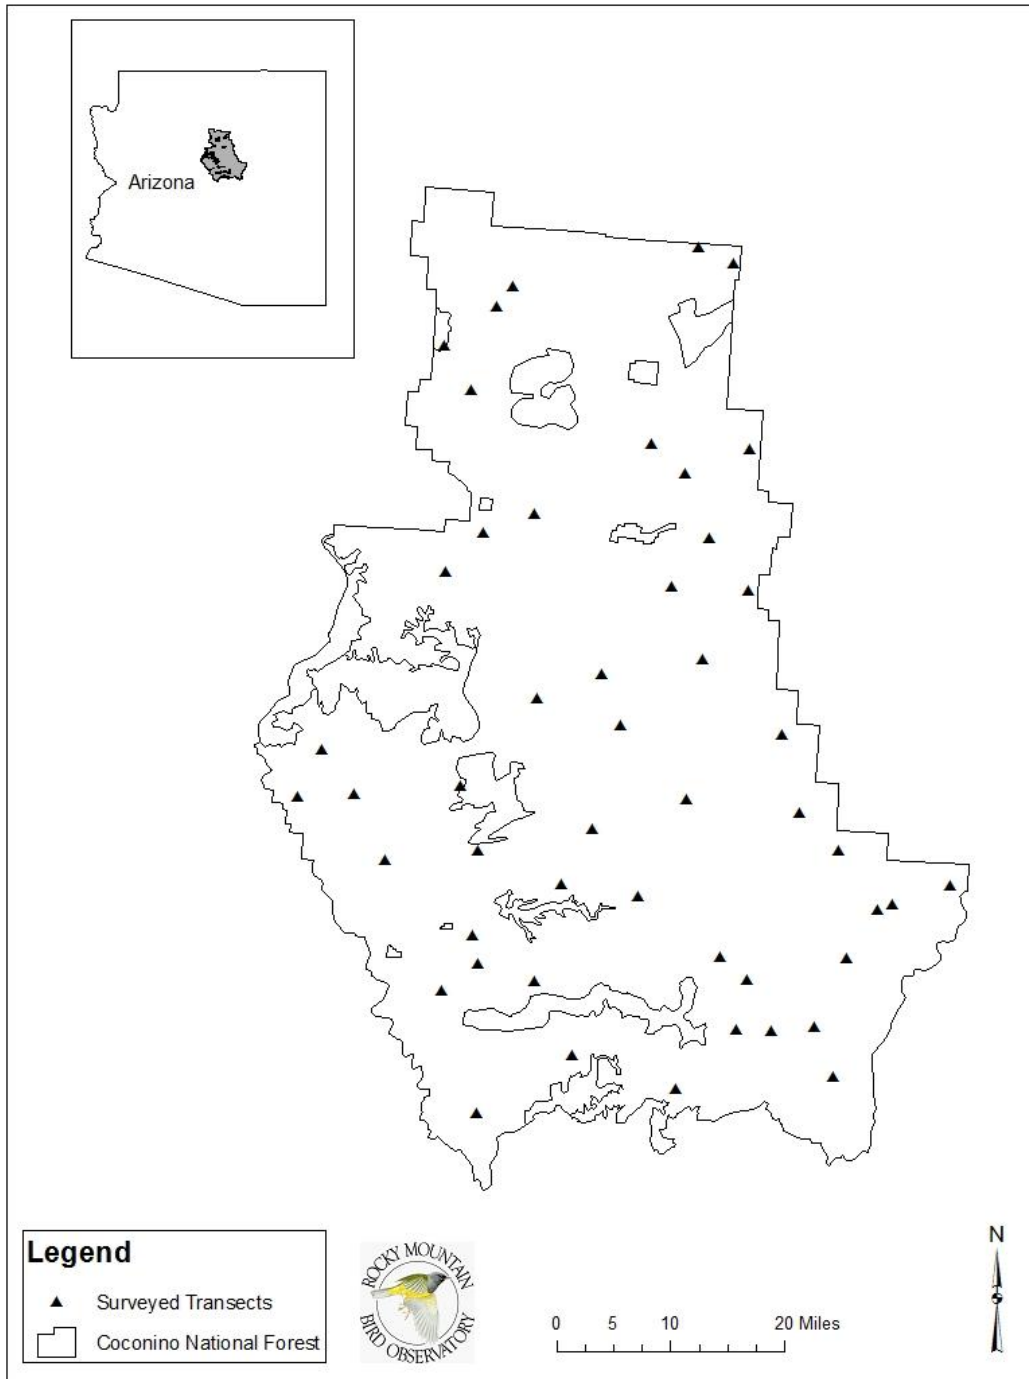 Arizona
Legend
Surveyed Transects
Coconino National Forest
ROCKY MOUNTAIN
BIRD OBSERVATORY
0 5 10 20 Miles
N